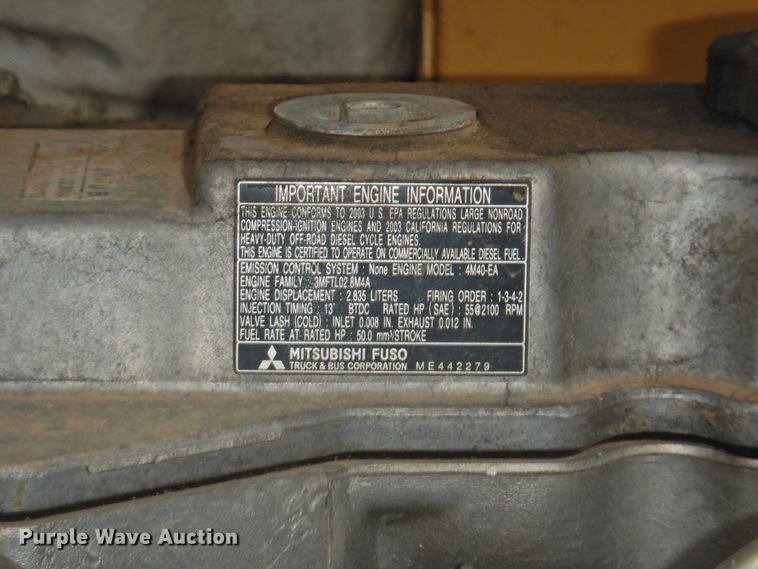 IMPORTANT ENGINE INFORMATION
THIS ENGINE CONFORMS TO 2003 U.S. EPA REGULATIONS LARGE NONROAD
COMPRESSION-IGNITION ENGINES AND 2003 CALIFORNIA REGULATIONS FOR
HEAVY-DUTY OFF-ROAD DIESEL CYCLE ENGINES.
THIS ENGINE IS CERTIFIED TO OPERATE ON COMMERCIALLY AVAILABLE DIESEL FUEL.
EMISSION CONTROL SYSTEM : None ENGINE MODEL : 4M40-EA
ENGINE FAMILY : 3MFTL02.8M4A
ENGINE DISPLACEMENT : 2.835 LITERS FIRING ORDER : 1-3-4-2
INJECTION TIMING : 13° BTDC RATED HP (SAE) : 55@2100 RPM
VALVE LASH (COLD) : INLET 0.008 IN. EXHAUST 0.012 IN.
FUEL RATE AT RATED HP : 50.0 mm³/STROKE
MITSUBISHI FUSO
TRUCK & BUS CORPORATION ME442279
Purple Wave Auction